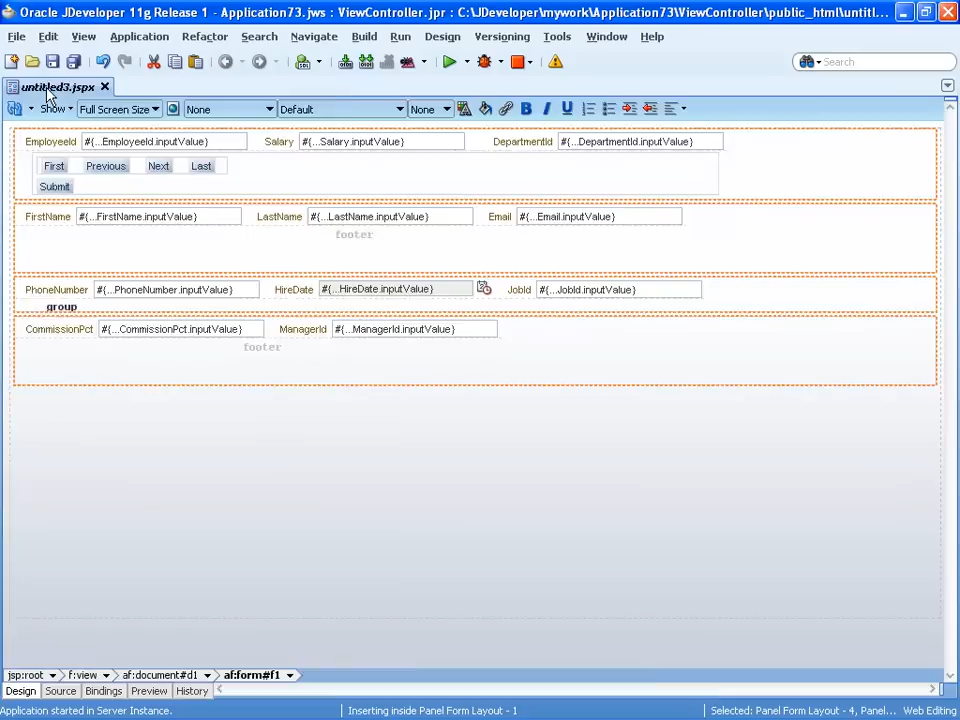 Oracle JDeveloper 11g Release 1 - Application73.jws : ViewController.jpr : C:\JDeveloper\mywork\Application73\ViewController\public_html\untitl...
File Edit View Application Refactor Search Navigate Build Run Design Versioning Tools Window Help
Search
untitled3.jspx
Show Full Screen Size None Default None B I U
EmployeeId #{...EmployeeId.inputValue} Salary #{...Salary.inputValue} DepartmentId #{...DepartmentId.inputValue}
First Previous Next Last
Submit
FirstName #{...FirstName.inputValue} LastName #{...LastName.inputValue} Email #{...Email.inputValue}
footer
PhoneNumber #{...PhoneNumber.inputValue} HireDate #{...HireDate.inputValue} JobId #{...JobId.inputValue}
group
CommissionPct #{...CommissionPct.inputValue} ManagerId #{...ManagerId.inputValue}
footer
jsp:root f:view af:document#d1 af:form#f1
Design Source Bindings Preview History
Application started in Server Instance. Inserting inside Panel Form Layout - 1 Selected: Panel Form Layout - 4, Panel... Web Editing